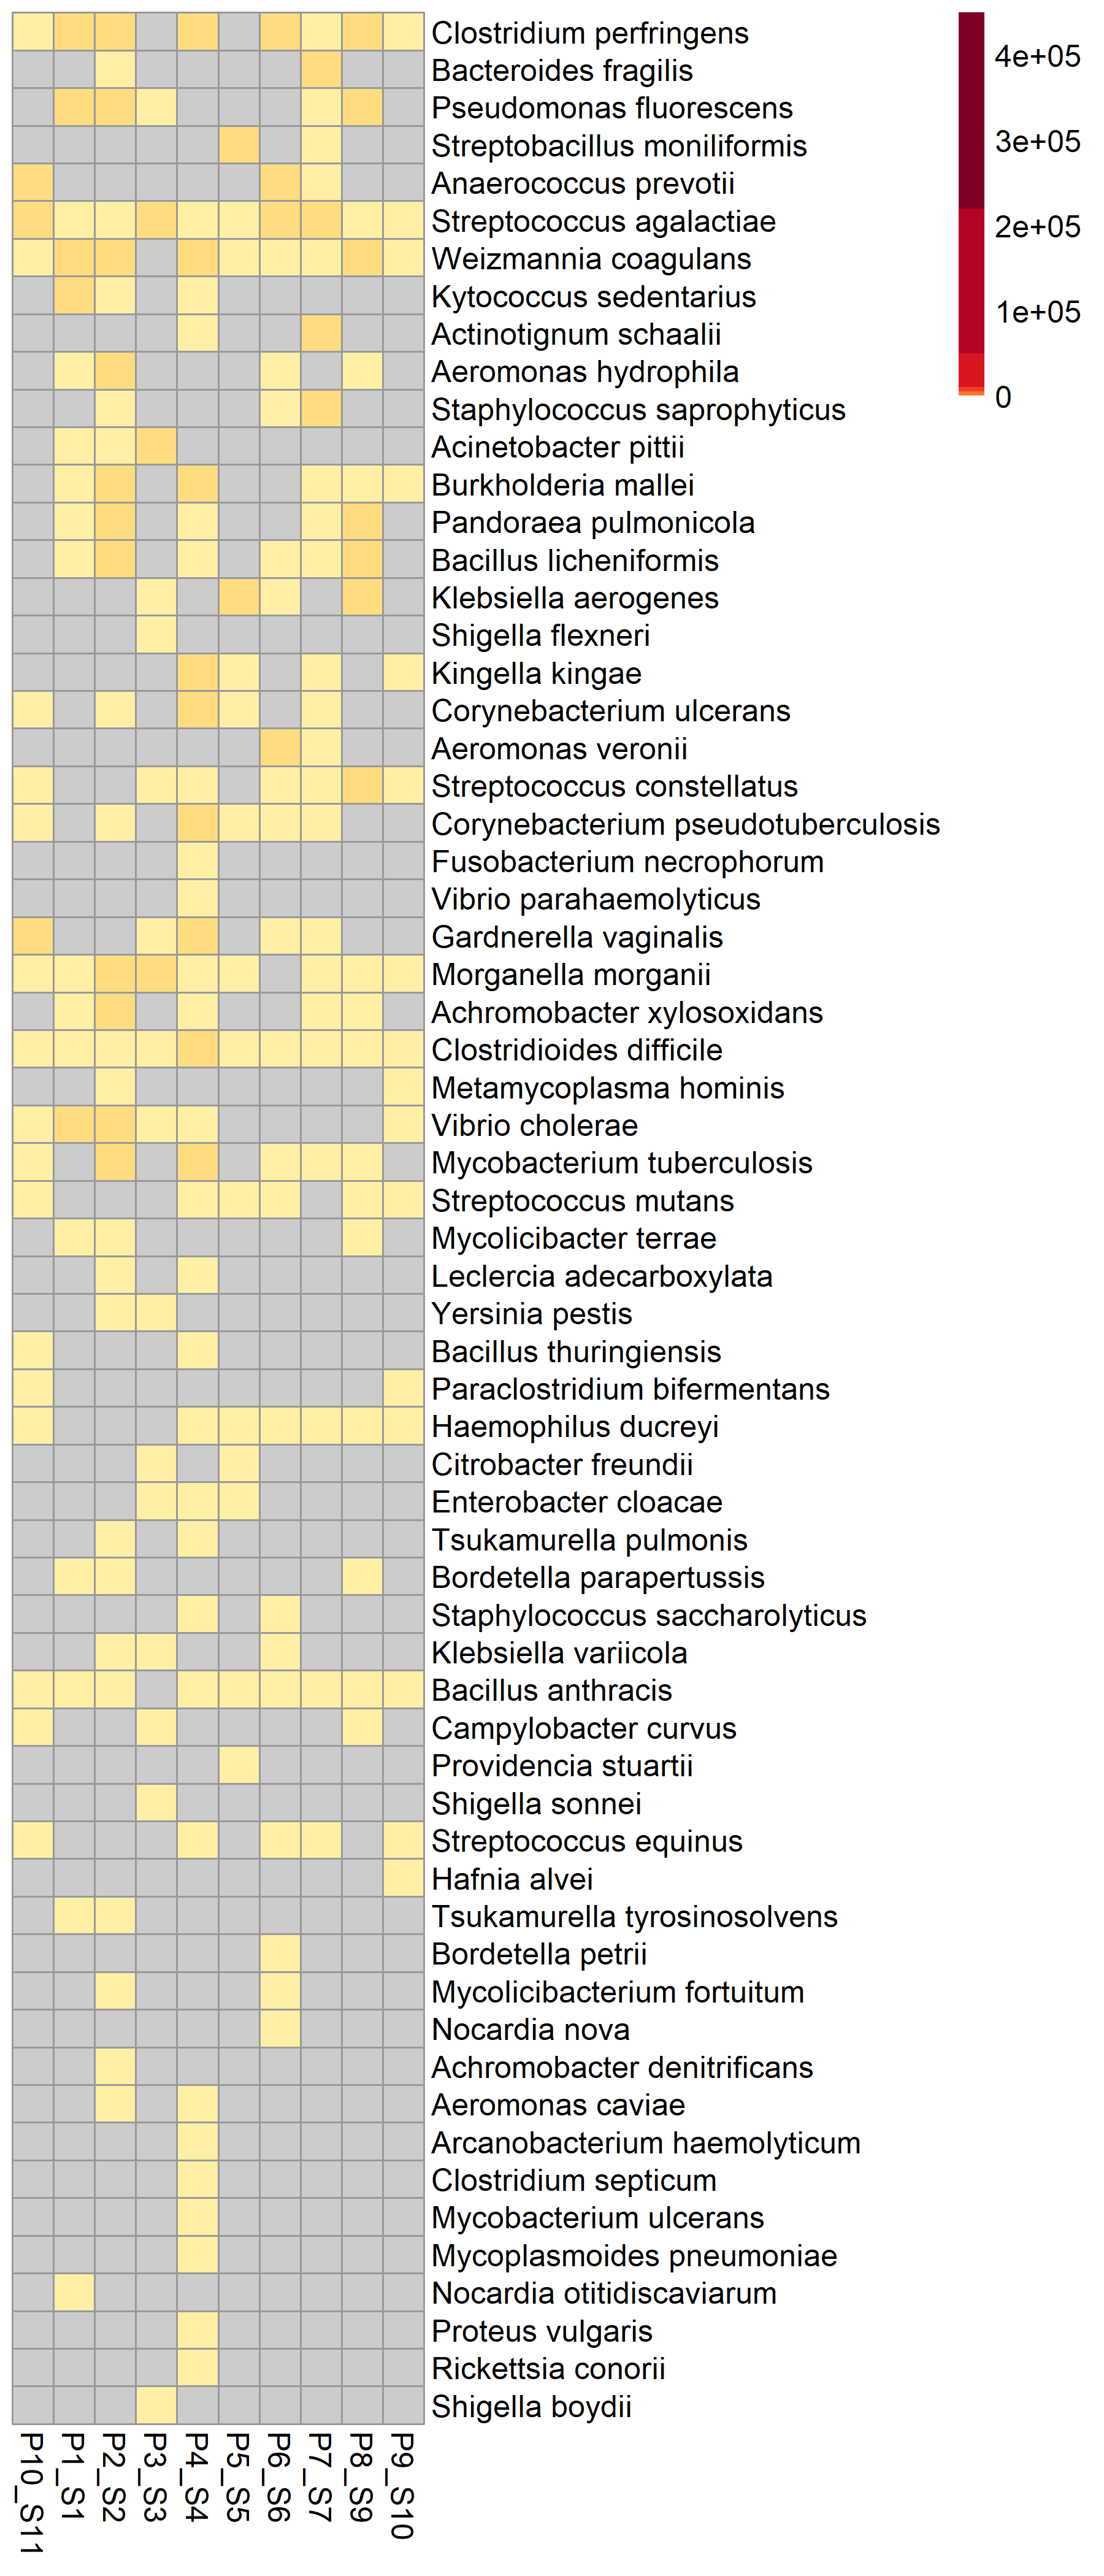 Clostridium perfringens
Bacteroides fragilis
Pseudomonas fluorescens
Streptobacillus moniliformis
Anaerococcus prevotii
Streptococcus agalactiae
Weizmannia coagulans
Kytococcus sedentarius
Actinotignum schaalii
Aeromonas hydrophila
Staphylococcus saprophyticus
Acinetobacter pittii
Burkholderia mallei
Pandoraea pulmonicola
Bacillus licheniformis
Klebsiella aerogenes
Shigella flexneri
Kingella kingae
Corynebacterium ulcerans
Aeromonas veronii
Streptococcus constellatus
Corynebacterium pseudotuberculosis
Fusobacterium necrophorum
Vibrio parahaemolyticus
Gardnerella vaginalis
Morganella morganii
Achromobacter xylosoxidans
Clostridioides difficile
Metamycoplasma hominis
Vibrio cholerae
Mycobacterium tuberculosis
Streptococcus mutans
Mycolicibacter terrae
Leclercia adecarboxylata
Yersinia pestis
Bacillus thuringiensis
Paraclostridium bifermentans
Haemophilus ducreyi
Citrobacter freundii
Enterobacter cloacae
Tsukamurella pulmonis
Bordetella parapertussis
Staphylococcus saccharolyticus
Klebsiella variicola
Bacillus anthracis
Campylobacter curvus
Providencia stuartii
Shigella sonnei
Streptococcus equinus
Hafnia alvei
Tsukamurella tyrosinosolvens
Bordetella petrii
Mycolicibacterium fortuitum
Nocardia nova
Achromobacter denitrificans
Aeromonas caviae
Arcanobacterium haemolyticum
Clostridium septicum
Mycobacterium ulcerans
Mycoplasmoides pneumoniae
Nocardia otitidiscaviarum
Proteus vulgaris
Rickettsia conorii
Shigella boydii
4e+05
3e+05
2e+05
1e+05
0
P10_S11
P1_S1
P2_S2
P3_S3
P4_S4
P5_S5
P6_S6
P7_S7
P8_S9
P9_S10